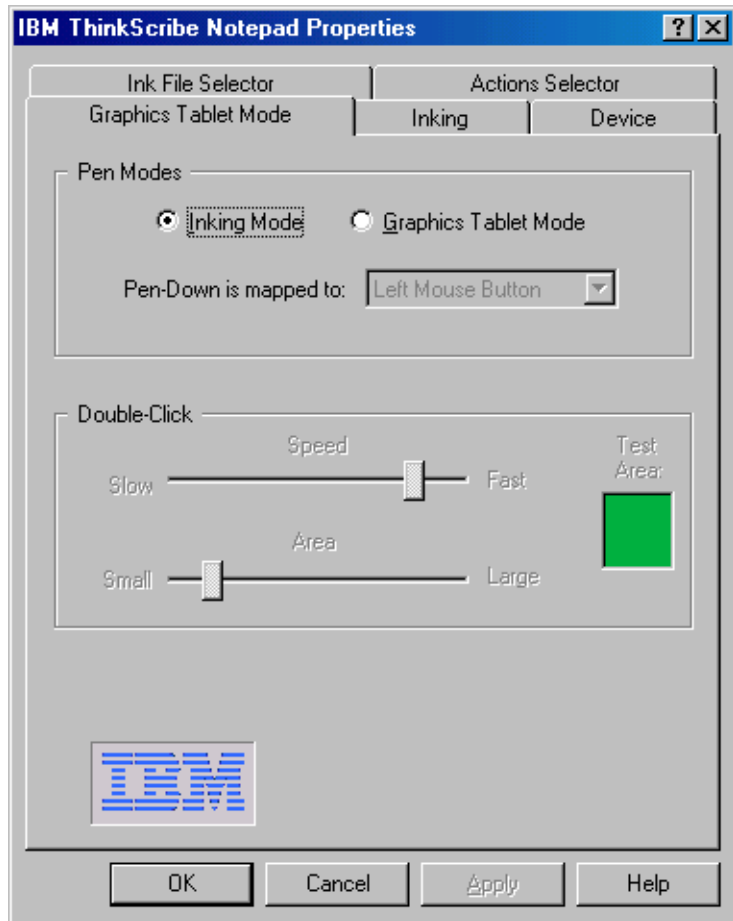 IBM ThinkScribe Notepad Properties
Ink File Selector Actions Selector
Graphics Tablet Mode Inking Device
Pen Modes
Inking Mode Graphics Tablet Mode
Pen-Down is mapped to: Left Mouse Button
Double-Click
Speed
Test
Area:
Slow Fast
Area
Small Large
IBM
OK Cancel Apply Help